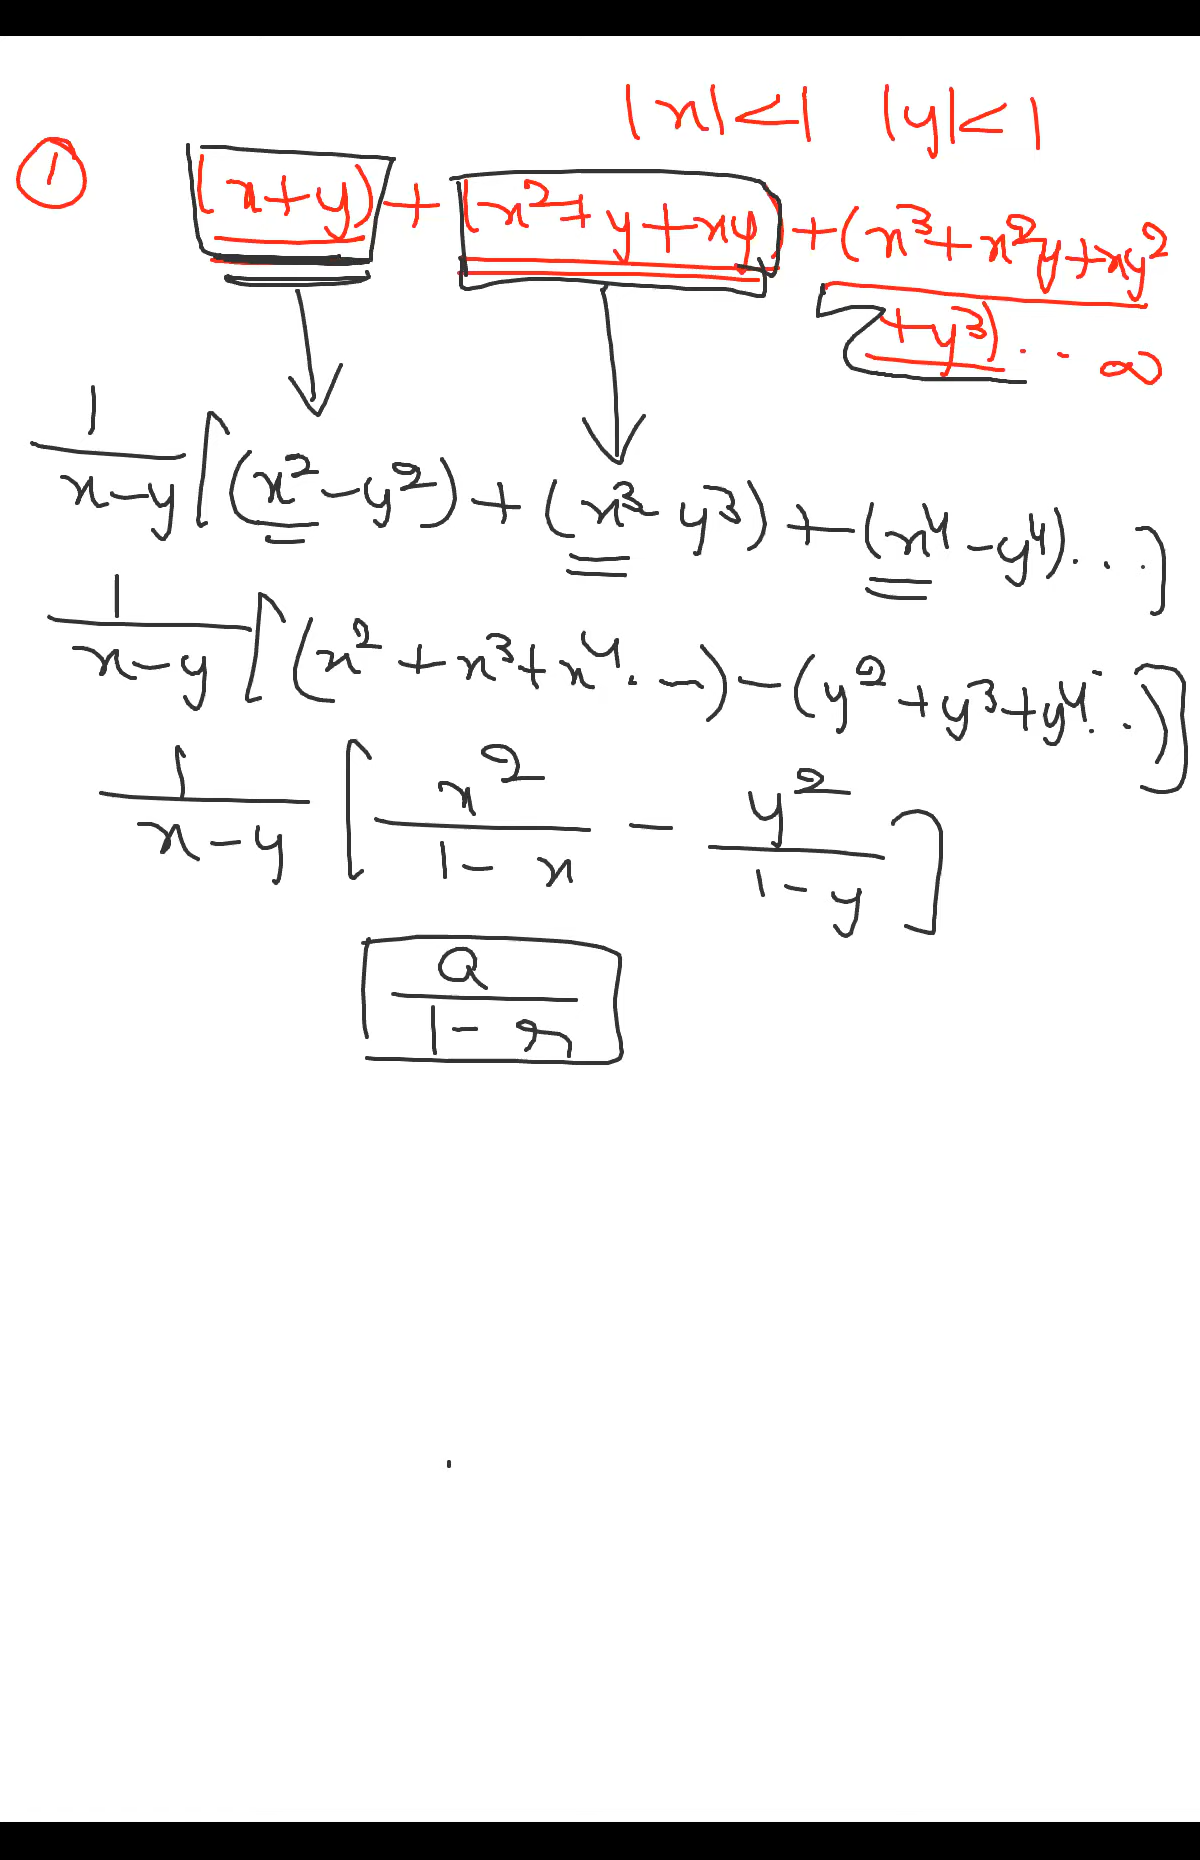 |x|<1 |y|<1
① (x+y)+(x²+y+xy)+(x³+x²y+xy²
+y³)...∞
1/(x-y) [(x²-y²)+(x³-y³)+(x⁴-y⁴)...]
1/(x-y) [(x²+x³+x⁴...)-(y²+y³+y⁴...)]
1/(x-y) [x²/(1-x) - y²/(1-y)]
a/(1-r)